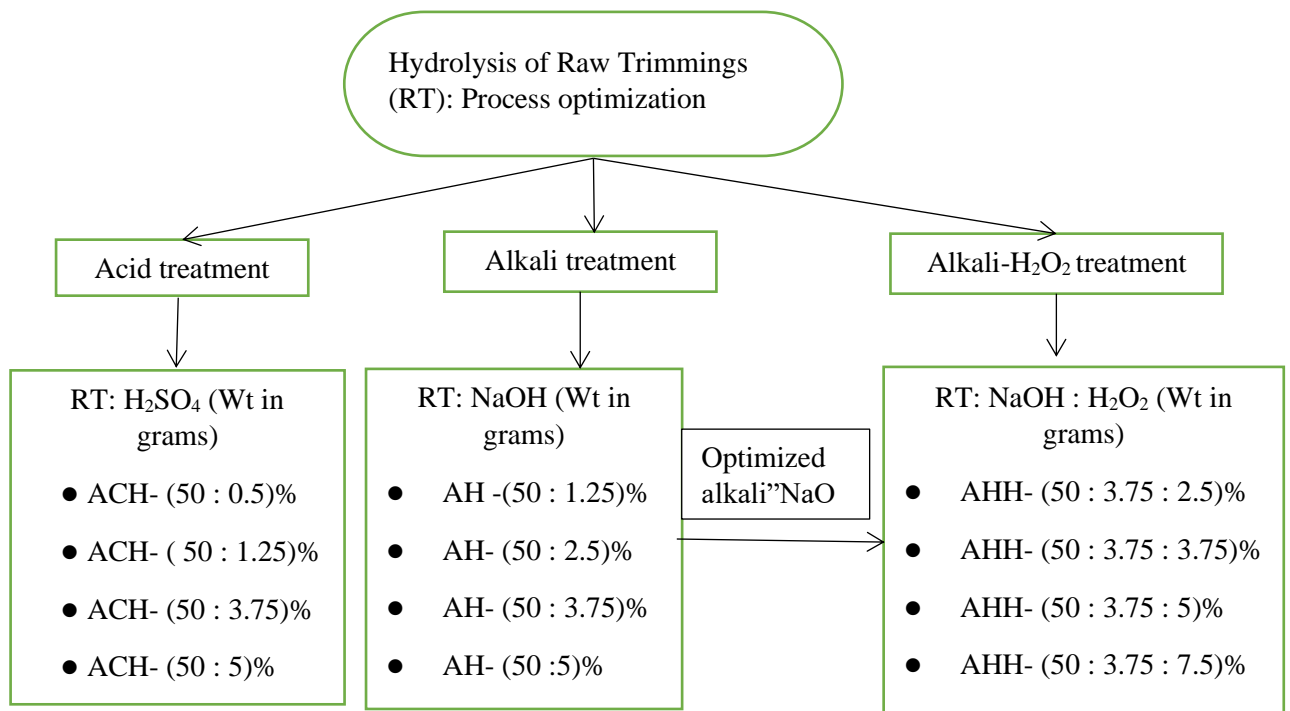 Hydrolysis of Raw Trimmings
(RT): Process optimization
Acid treatment
Alkali treatment
Alkali-H₂O₂ treatment
RT: H₂SO₄ (Wt in
grams)
● ACH- (50 : 0.5)%
● ACH- ( 50 : 1.25)%
● ACH- (50 : 3.75)%
● ACH- (50 : 5)%
RT: NaOH (Wt in
grams)
● AH -(50 : 1.25)%
● AH- (50 : 2.5)%
● AH- (50 : 3.75)%
● AH- (50 :5)%
Optimized
alkali”NaO
RT: NaOH : H₂O₂ (Wt in
grams)
● AHH- (50 : 3.75 : 2.5)%
● AHH- (50 : 3.75 : 3.75)%
● AHH- (50 : 3.75 : 5)%
● AHH- (50 : 3.75 : 7.5)%